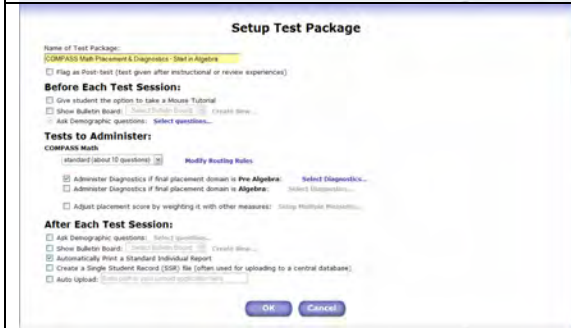 Setup Test Package
Name of Test Package:
COMPASS Math Placement & Diagnostics - Start in Algebra
Flag as Post-test (test given after instructional or review experiences)
Before Each Test Session:
Give student the option to take a Mouse Tutorial
Show Bulletin Board: Select Bulletin Board Create New...
Ask Demographic questions: Select questions...
Tests to Administer:
COMPASS Math
standard (about 10 questions) Modify Routing Rules
Administer Diagnostics if final placement domain is Pre Algebra: Select Diagnostics...
Administer Diagnostics if final placement domain is Algebra: Select Diagnostics...
Adjust placement score by weighting it with other measures: Setup Multiple Measures...
After Each Test Session:
Ask Demographic questions: Select questions...
Show Bulletin Board: Select Bulletin Board Create New...
Automatically Print a Standard Individual Report
Create a Single Student Record (SSR) file (often used for uploading to a central database)
Auto Upload:
OK Cancel